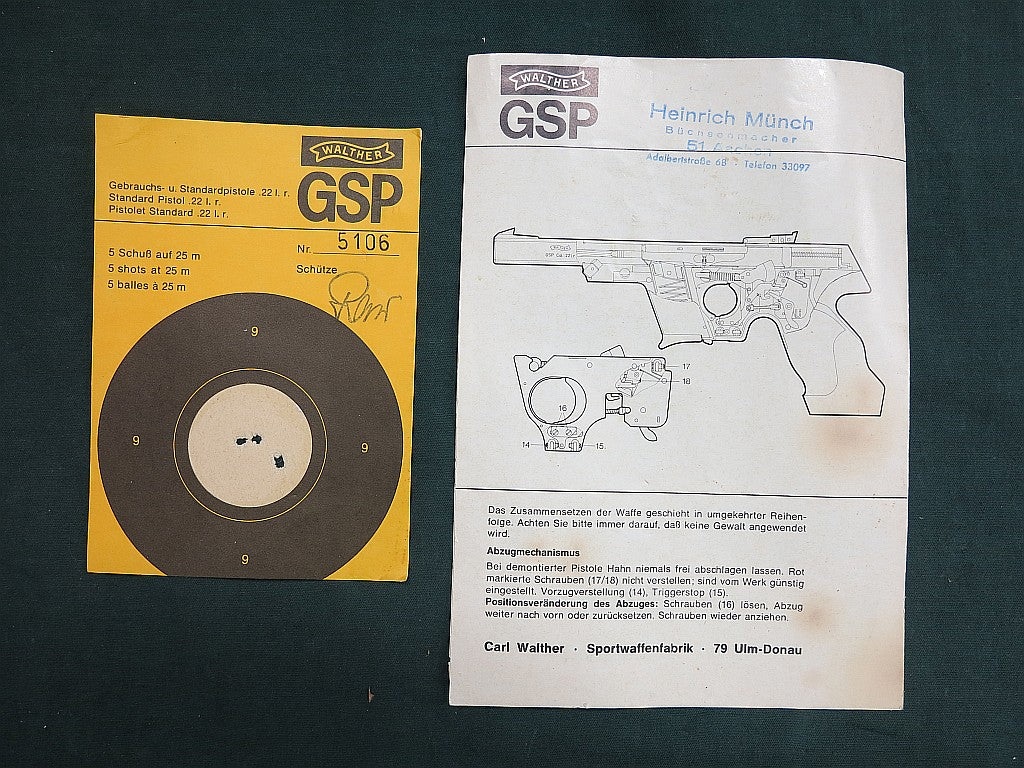 WALTHER
GSP
Gebrauchs- u. Standardpistole .22 l. r.
Standard Pistol .22 l. r.
Pistolet Standard .22 l. r.
Nr. 5106
5 Schuß auf 25 m
5 shots at 25 m
5 balles à 25 m
Schütze
9
9
9
9
WALTHER
GSP
Heinrich Münch
Büchsenmacher
51 Aachen
Adalbertstraße 68 · Telefon 33097
GSP Cal. 22 l.r.
17
18
16
14
15
Das Zusammensetzen der Waffe geschieht in umgekehrter Reihen-
folge. Achten Sie bitte immer darauf, daß keine Gewalt angewendet
wird.
Abzugmechanismus
Bei demontierter Pistole Hahn niemals frei abschlagen lassen. Rot
markierte Schrauben (17/18) nicht verstellen; sind vom Werk günstig
eingestellt. Vorzugverstellung (14), Triggerstop (15).
Positionsveränderung des Abzuges: Schrauben (16) lösen, Abzug
weiter nach vorn oder zurücksetzen. Schrauben wieder anziehen.
Carl Walther · Sportwaffenfabrik · 79 Ulm-Donau